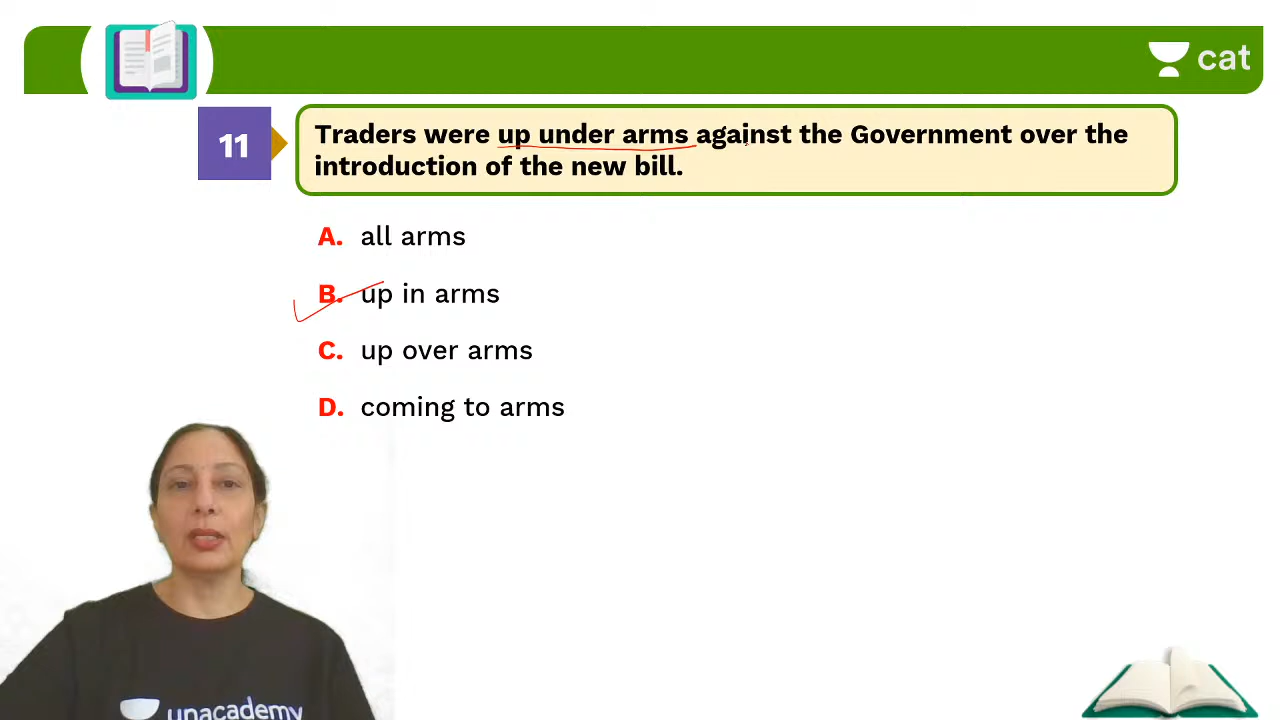 cat
11
Traders were up under arms against the Government over the
introduction of the new bill.
A. all arms
B. up in arms
C. up over arms
D. coming to arms
unacademy